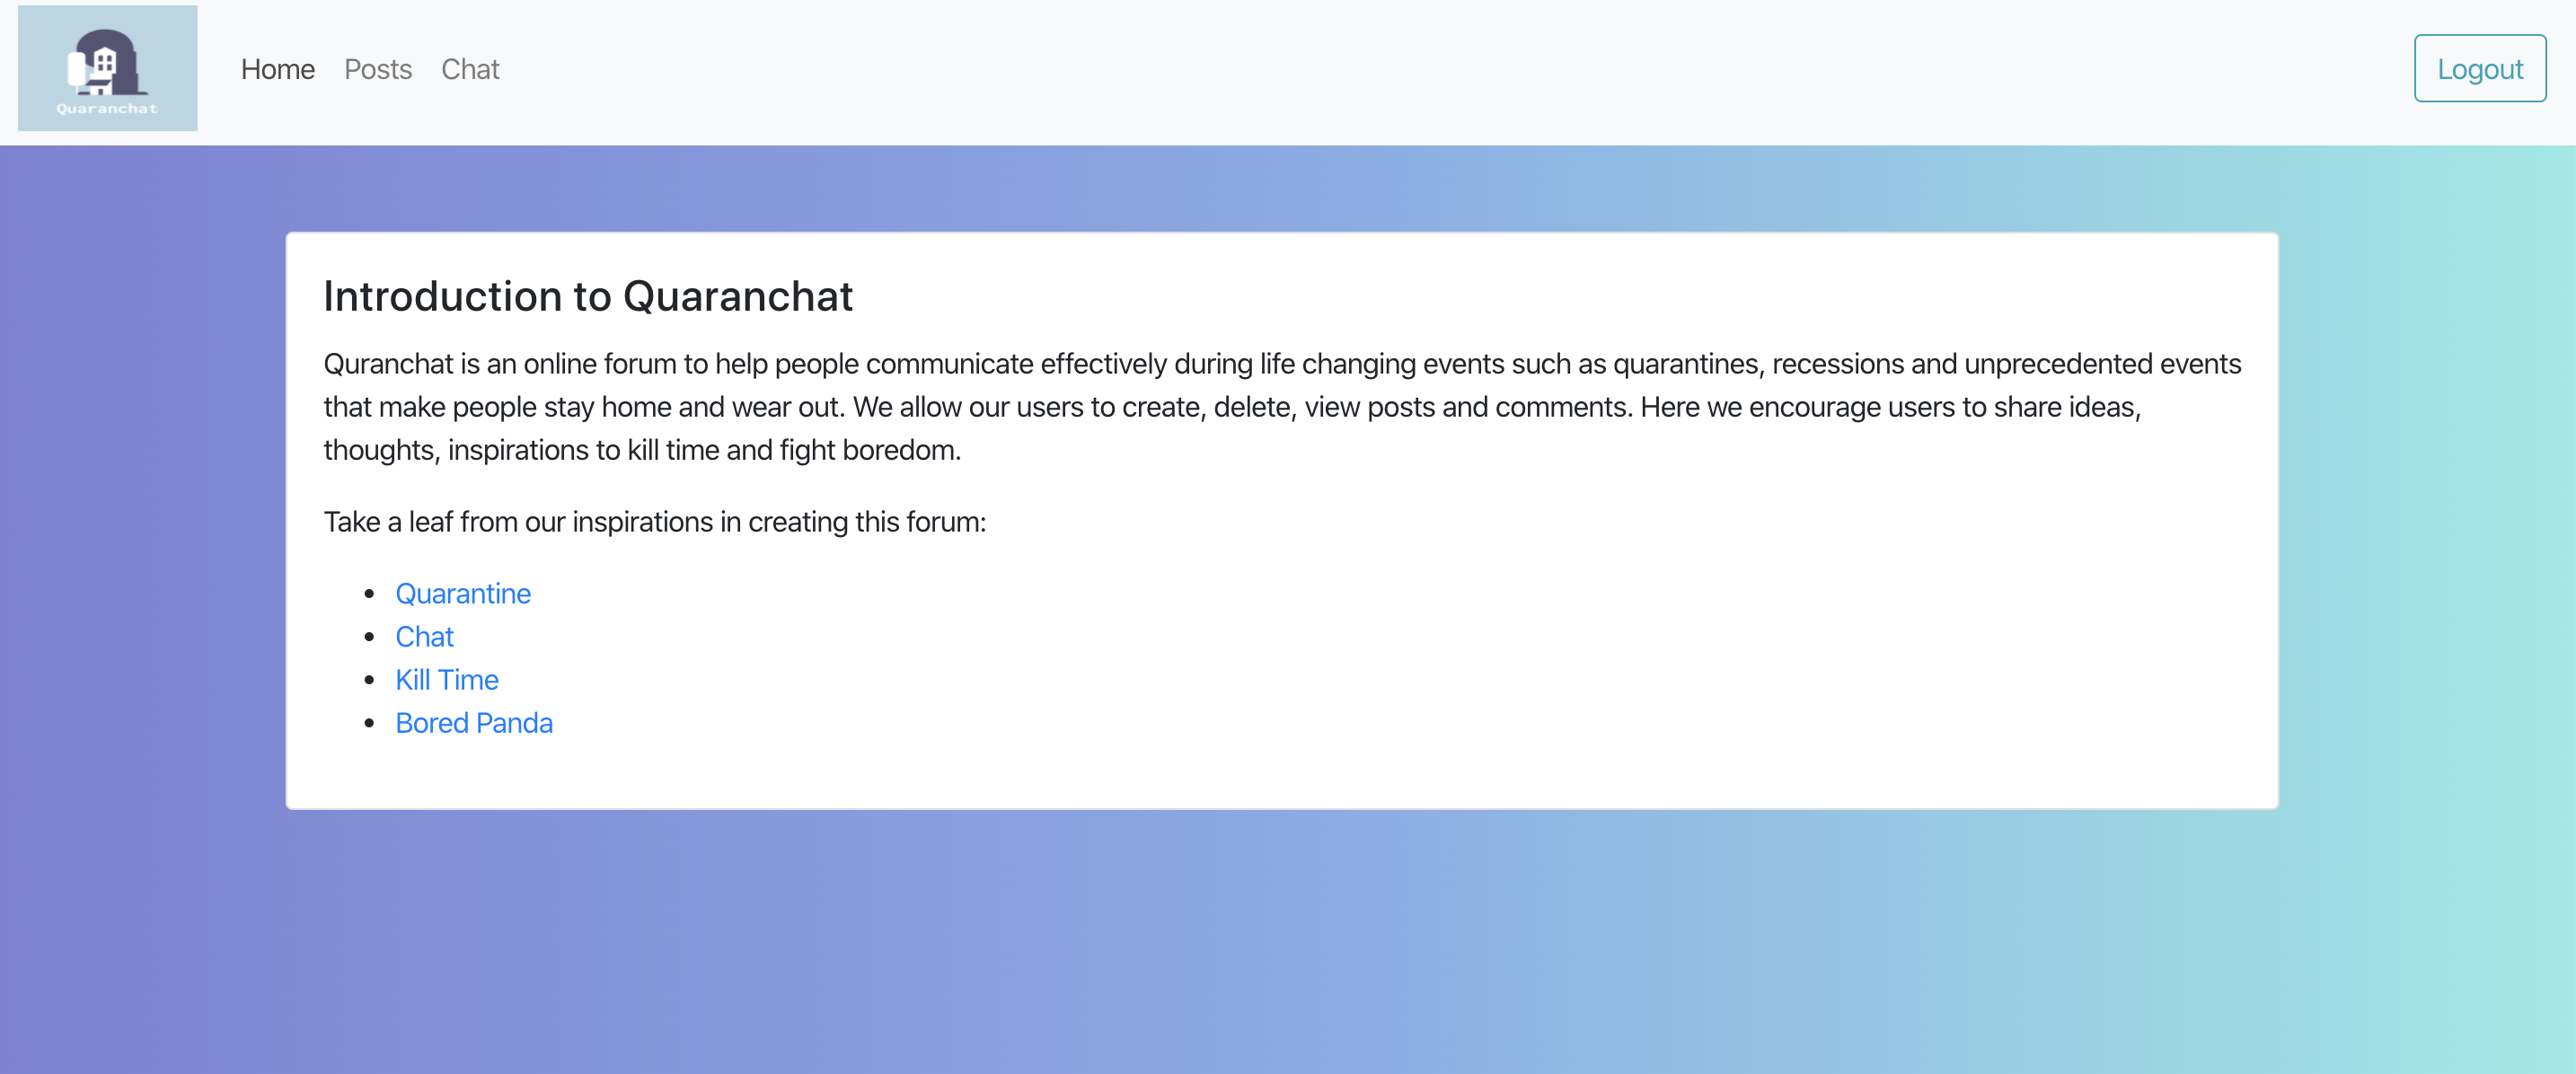 Quaranchat
Home Posts Chat
Logout
Introduction to Quaranchat
Quranchat is an online forum to help people communicate effectively during life changing events such as quarantines, recessions and unprecedented events
that make people stay home and wear out. We allow our users to create, delete, view posts and comments. Here we encourage users to share ideas,
thoughts, inspirations to kill time and fight boredom.
Take a leaf from our inspirations in creating this forum:
Quarantine
Chat
Kill Time
Bored Panda